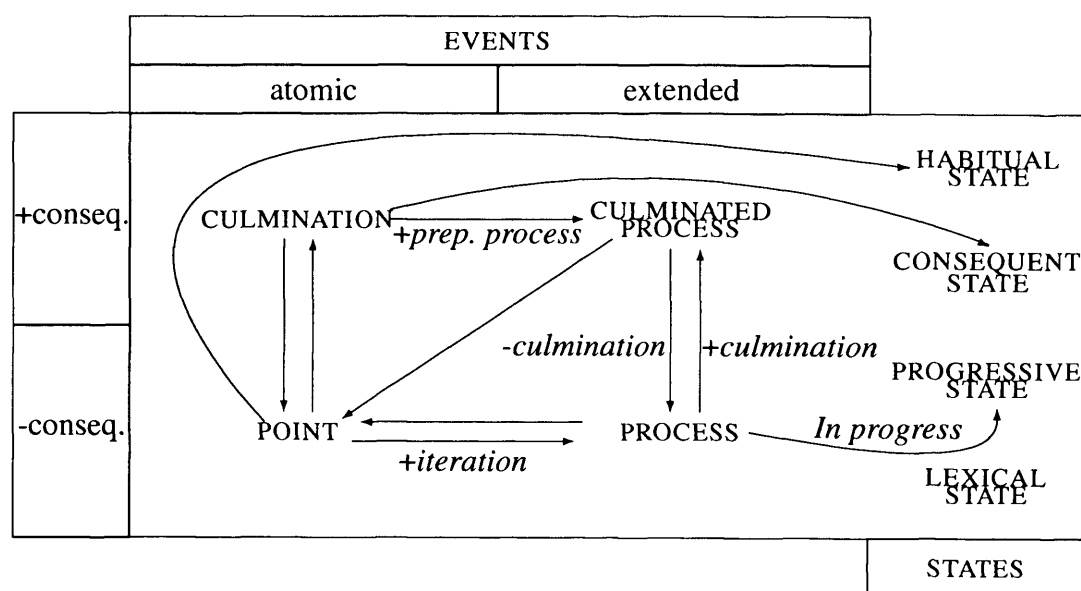 EVENTS
atomic
extended
HABITUAL
STATE
+conseq.
CULMINATION
+prep. process
CULMINATED
PROCESS
CONSEQUENT
STATE
-culmination
+culmination
PROGRESSIVE
STATE
-conseq.
POINT
+iteration
PROCESS
In progress
LEXICAL
STATE
STATES